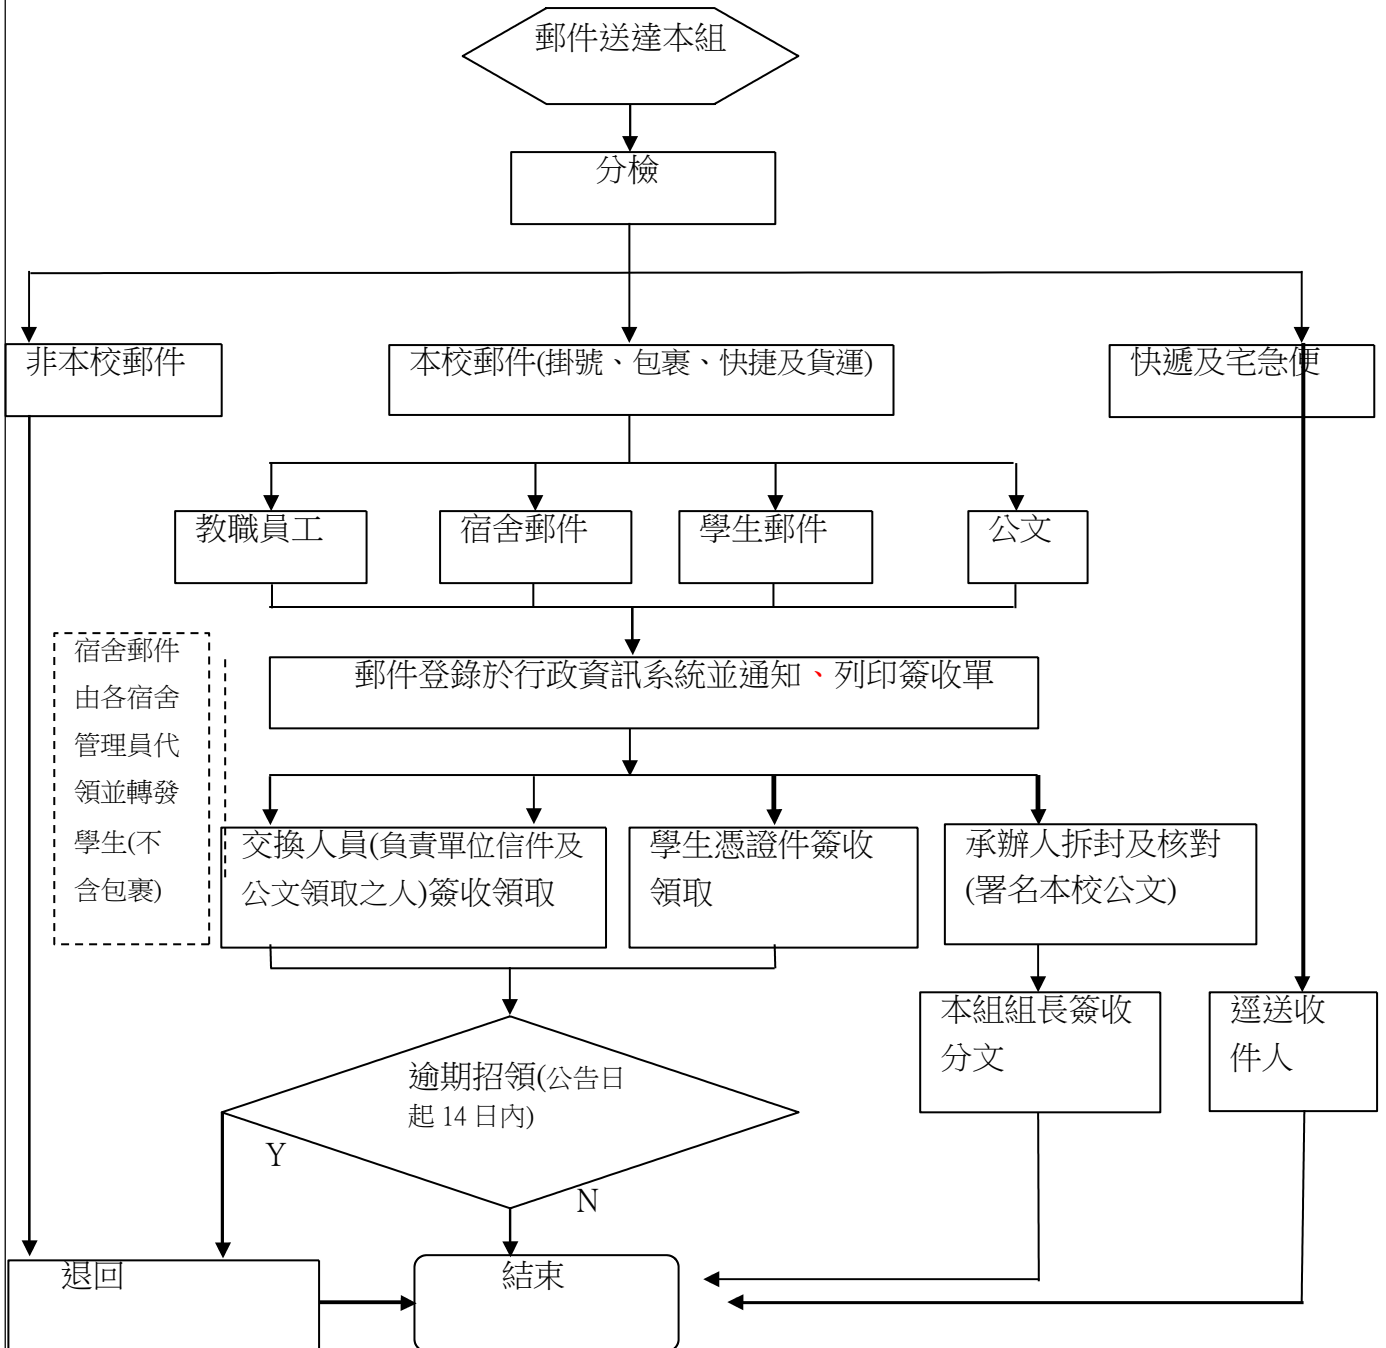 郵件送達本組
分檢
非本校郵件
本校郵件(掛號、包裹、快捷及貨運)
快遞及宅急便
教職員工
宿舍郵件
學生郵件
公文
宿舍郵件
由各宿舍
管理員代
領並轉發
學生(不
含包裹)
郵件登錄於行政資訊系統並通知、列印簽收單
交換人員(負責單位信件及
公文領取之人)簽收領取
學生憑證件簽收
領取
承辦人拆封及核對
(署名本校公文)
本組組長簽收
分文
逕送收
件人
逾期招領(公告日
起 14 日內)
Y
N
退回
結束